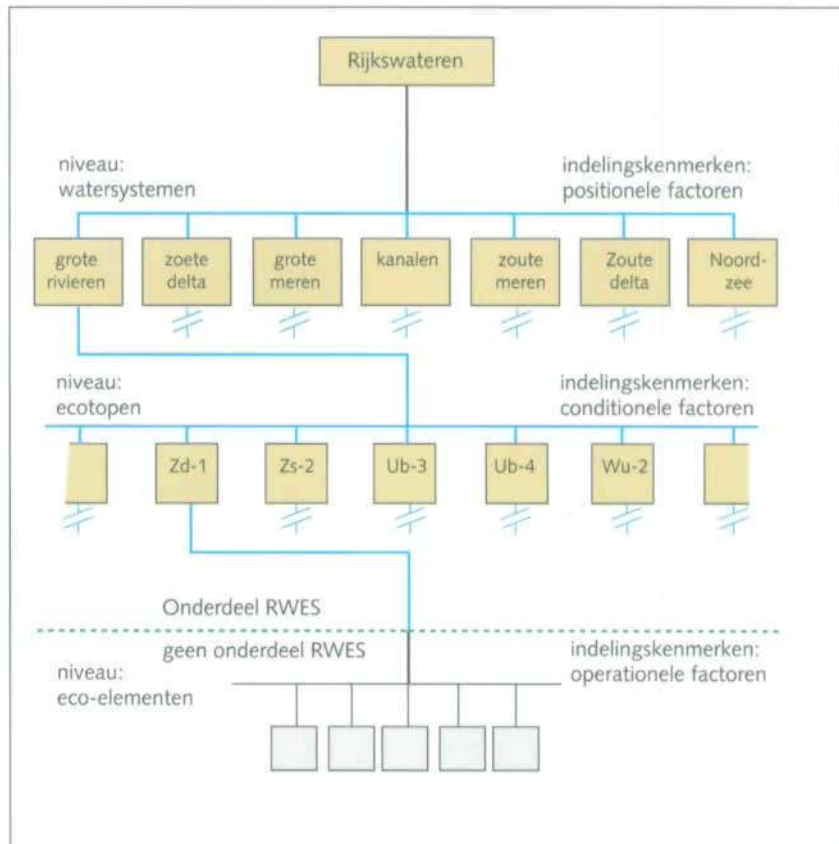 Rijkswateren
niveau:
watersystemen
indelingskenmerken:
positionele factoren
grote
rivieren
zoete
delta
grote
meren
kanalen
zoute
meren
Zoute
delta
Noord-
zee
niveau:
ecotopen
indelingskenmerken:
conditionele factoren
Zd-1
Zs-2
Ub-3
Ub-4
Wu-2
Onderdeel RWES
geen onderdeel RWES
niveau:
eco-elementen
indelingskenmerken:
operationele factoren